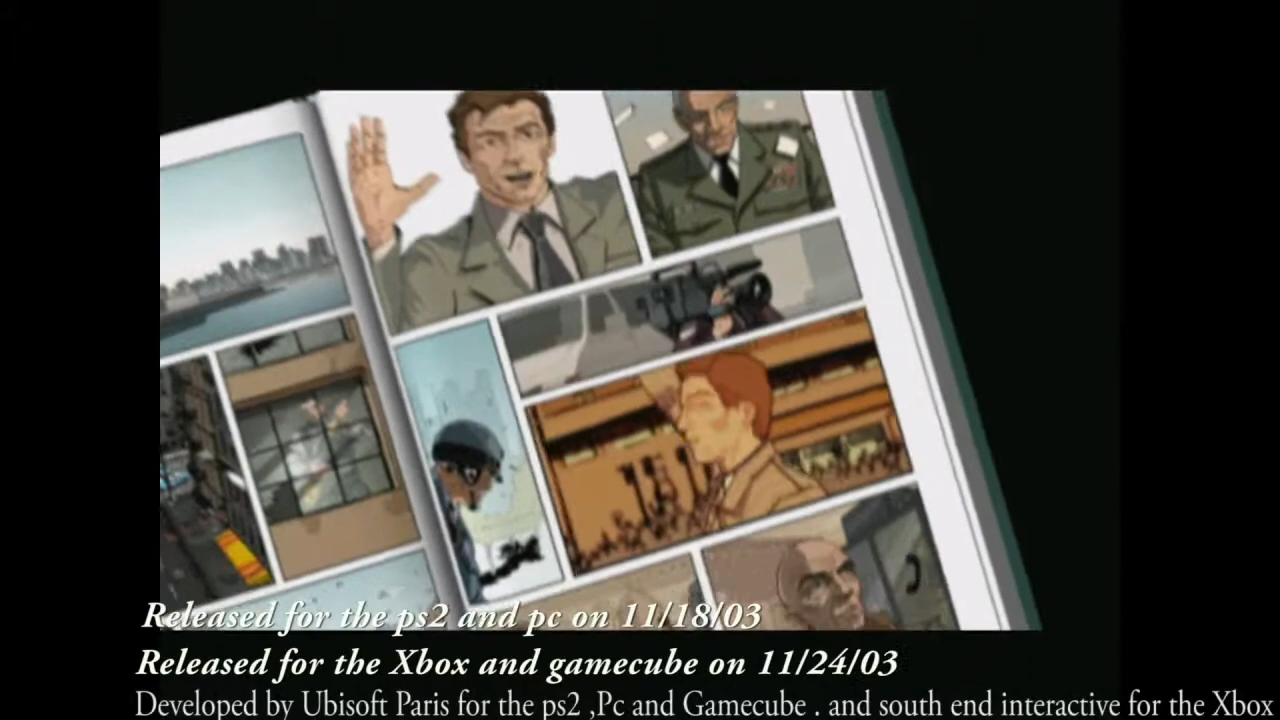 Released for the ps2 and pc on 11/18/03
Released for the Xbox and gamecube on 11/24/03
Developed by Ubisoft Paris for the ps2 ,Pc and Gamecube . and south end interactive for the Xbox